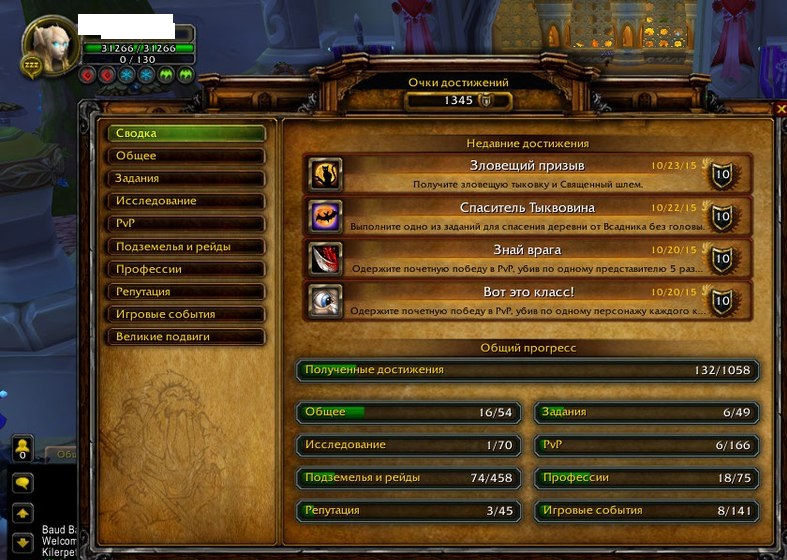 31266 / 31266
0 / 130
zzz
Очки достижений
1345
Сводка
Общее
Задания
Исследование
PvP
Подземелья и рейды
Профессии
Репутация
Игровые события
Великие подвиги
Недавние достижения
Зловещий призыв 10/23/15 10
Получите зловещую тыковку и Священный шлем.
Спаситель Тыквовина 10/22/15 10
Выполните одно из заданий для спасения деревни от Всадника без головы.
Знай врага 10/20/15 10
Одержите почетную победу в PvP, убив по одному представителю 5 раз...
Вот это класс! 10/20/15 10
Одержите почетную победу в PvP, убив по одному персонажу каждого к...
Общий прогресс
Полученные достижения 132/1058
Общее 16/54 Задания 6/49
Исследование 1/70 PvP 6/166
Подземелья и рейды 74/458 Профессии 18/75
Репутация 3/45 Игровые события 8/141
0
Общ
Baud Ba
Welcom
Kilerpet